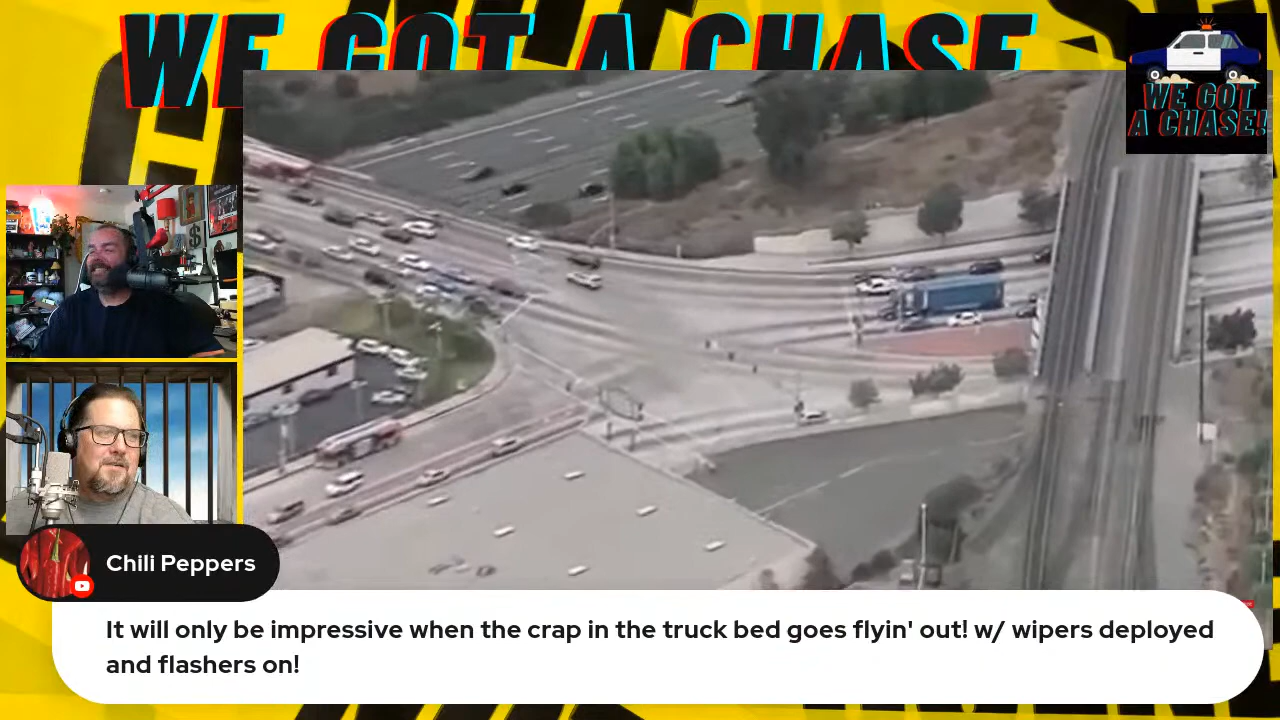 WE GOT A CHASE
WE GOT
A CHASE!
Chili Peppers
It will only be impressive when the crap in the truck bed goes flyin' out! w/ wipers deployed
and flashers on!